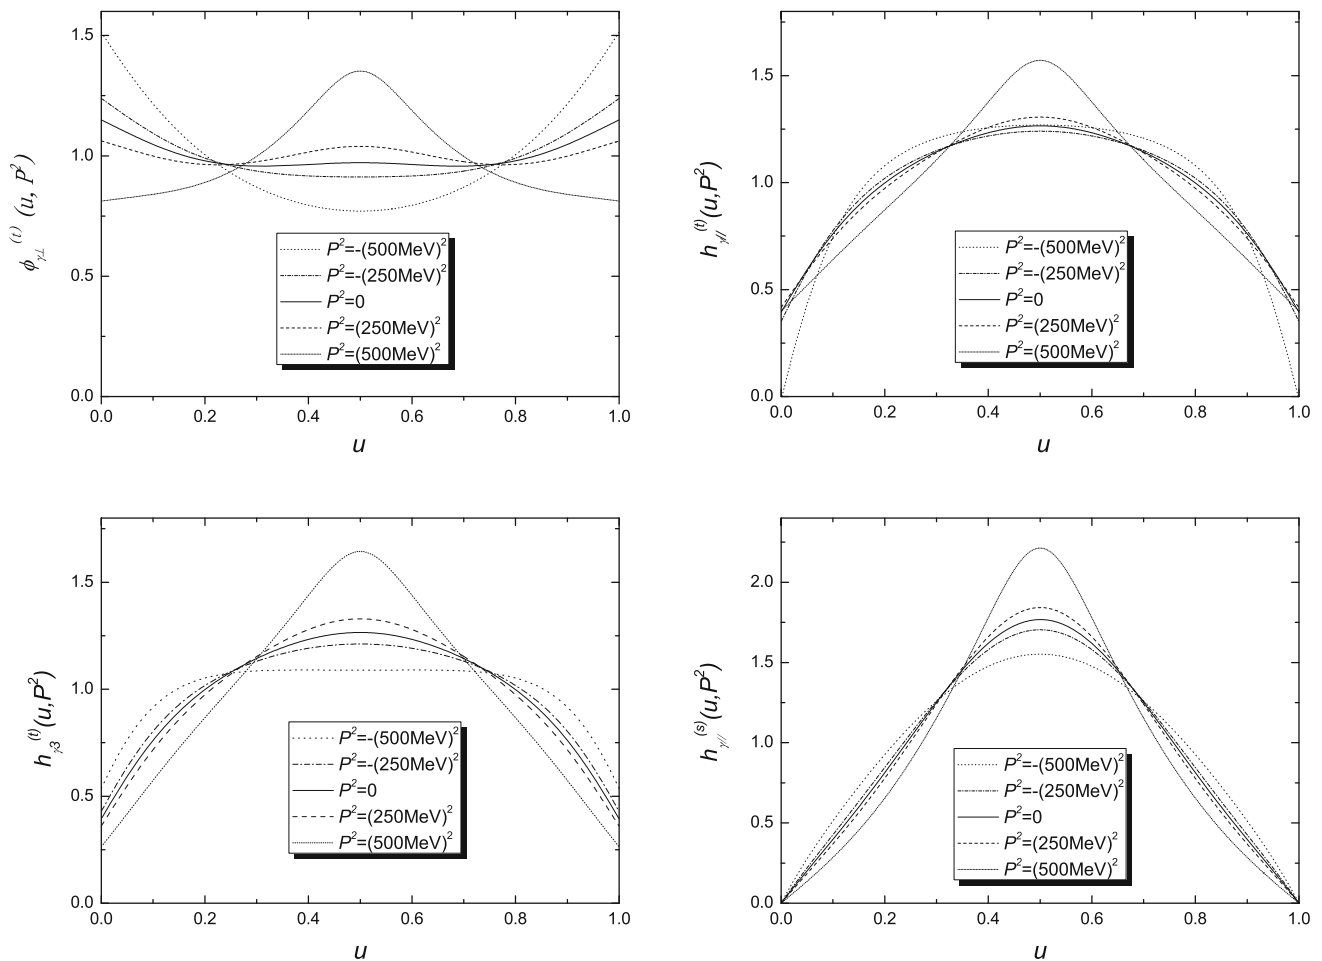 ϕ_γ⊥^(t) (u, P²)
1.5
1.0
0.5
0.0
P²=-(500MeV)²
P²=-(250MeV)²
P²=0
P²=(250MeV)²
P²=(500MeV)²
0.0 0.2 0.4 0.6 0.8 1.0
u
h_γ//^(t)(u,P²)
1.5
1.0
0.5
0.0
P²=-(500MeV)²
P²=-(250MeV)²
P²=0
P²=(250MeV)²
P²=(500MeV)²
0.0 0.2 0.4 0.6 0.8 1.0
u
h_γ3^(t)(u,P²)
1.5
1.0
0.5
0.0
P²=-(500MeV)²
P²=-(250MeV)²
P²=0
P²=(250MeV)²
P²=(500MeV)²
0.0 0.2 0.4 0.6 0.8 1.0
u
h_γ//^(s)(u,P²)
2.0
1.5
1.0
0.5
0.0
P²=-(500MeV)²
P²=-(250MeV)²
P²=0
P²=(250MeV)²
P²=(500MeV)²
0.0 0.2 0.4 0.6 0.8 1.0
u